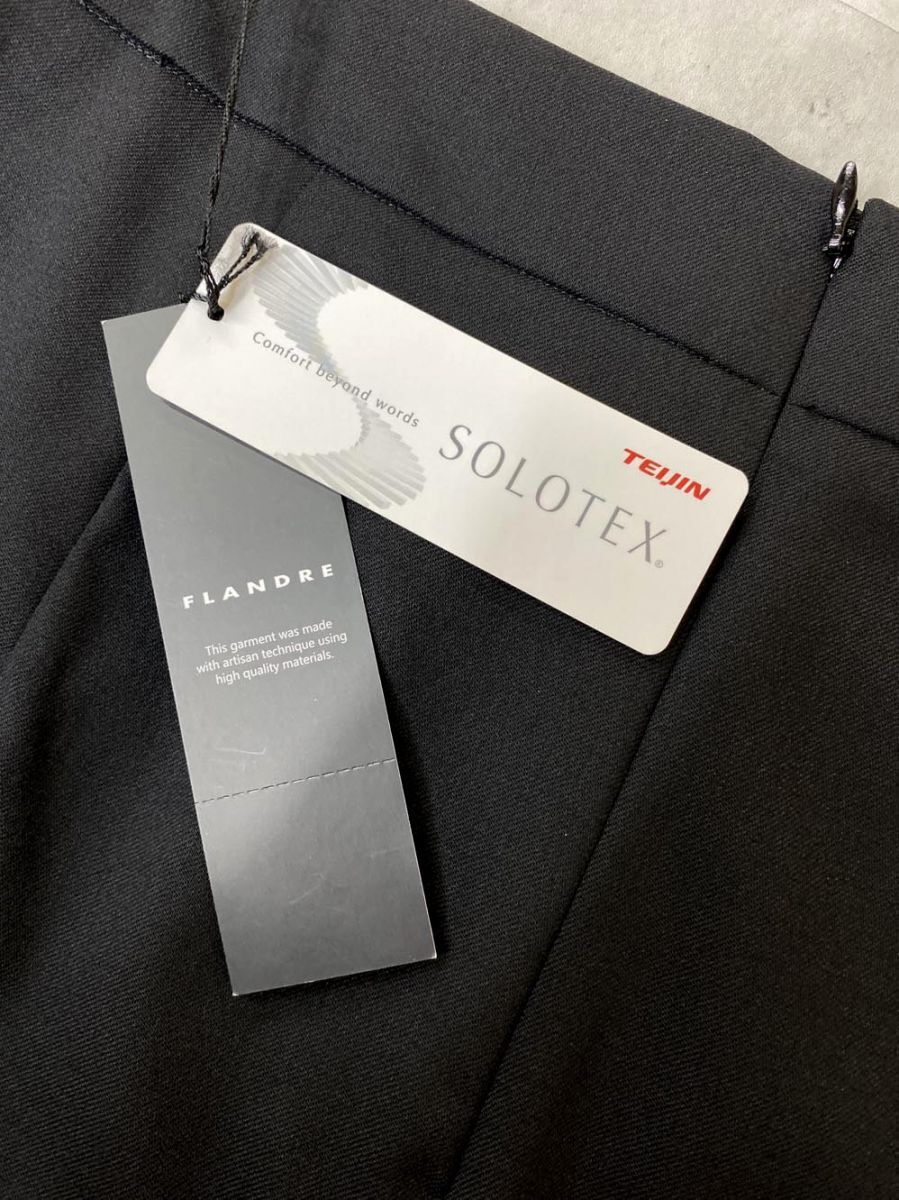 Comfort beyond words
SOLOTEX®
TEIJIN
FLANDRE
This garment was made
with artisan technique using
high quality materials.